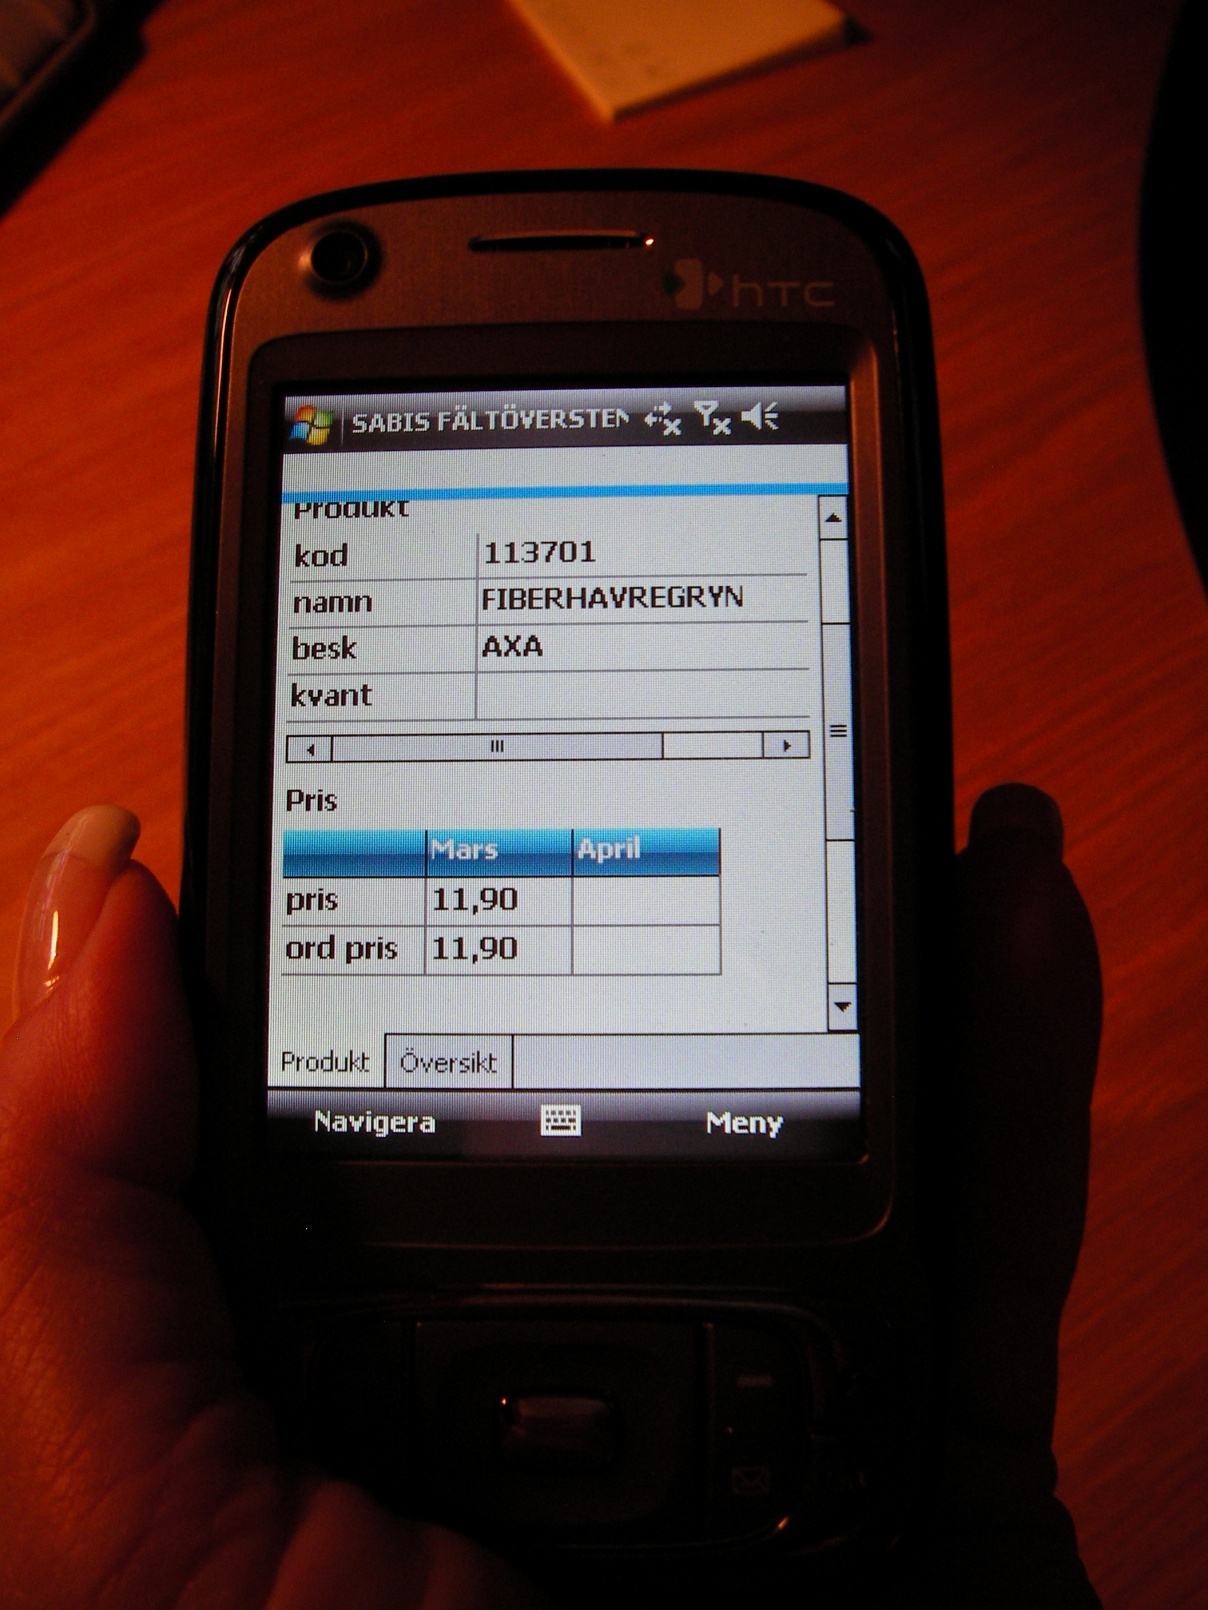 hTC
SABIS FÄLTÖVERSTEN
Produkt
kod 113701
namn FIBERHAVREGRYN
besk AXA
kvant
Pris
Mars April
pris 11,90
ord pris 11,90
Produkt Översikt
Navigera Meny